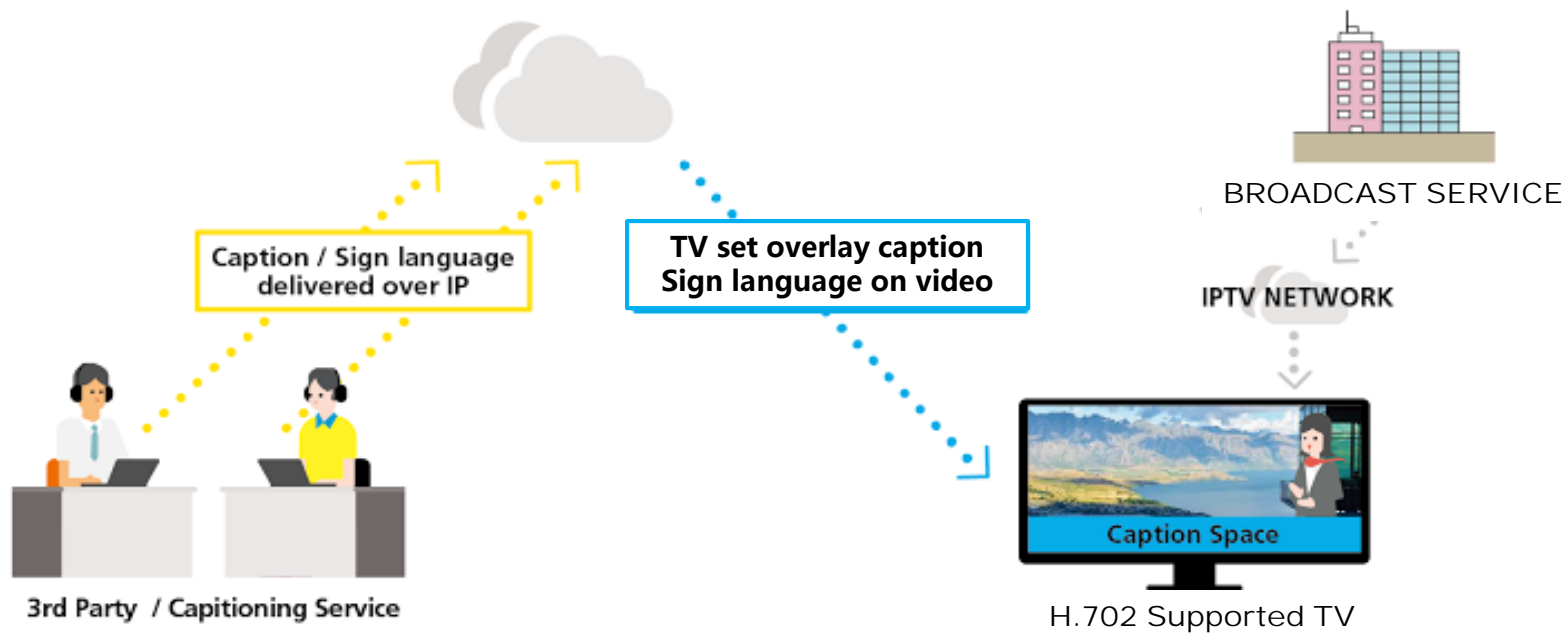 BROADCAST SERVICE
Caption / Sign language
delivered over IP
TV set overlay caption
Sign language on video
IPTV NETWORK
Caption Space
3rd Party / Capitioning Service
H.702 Supported TV